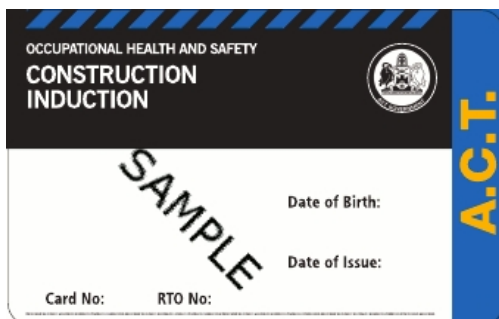 OCCUPATIONAL HEALTH AND SAFETY
CONSTRUCTION
INDUCTION
A.C.T.
SAMPLE
Date of Birth:
Date of Issue:
Card No: RTO No: